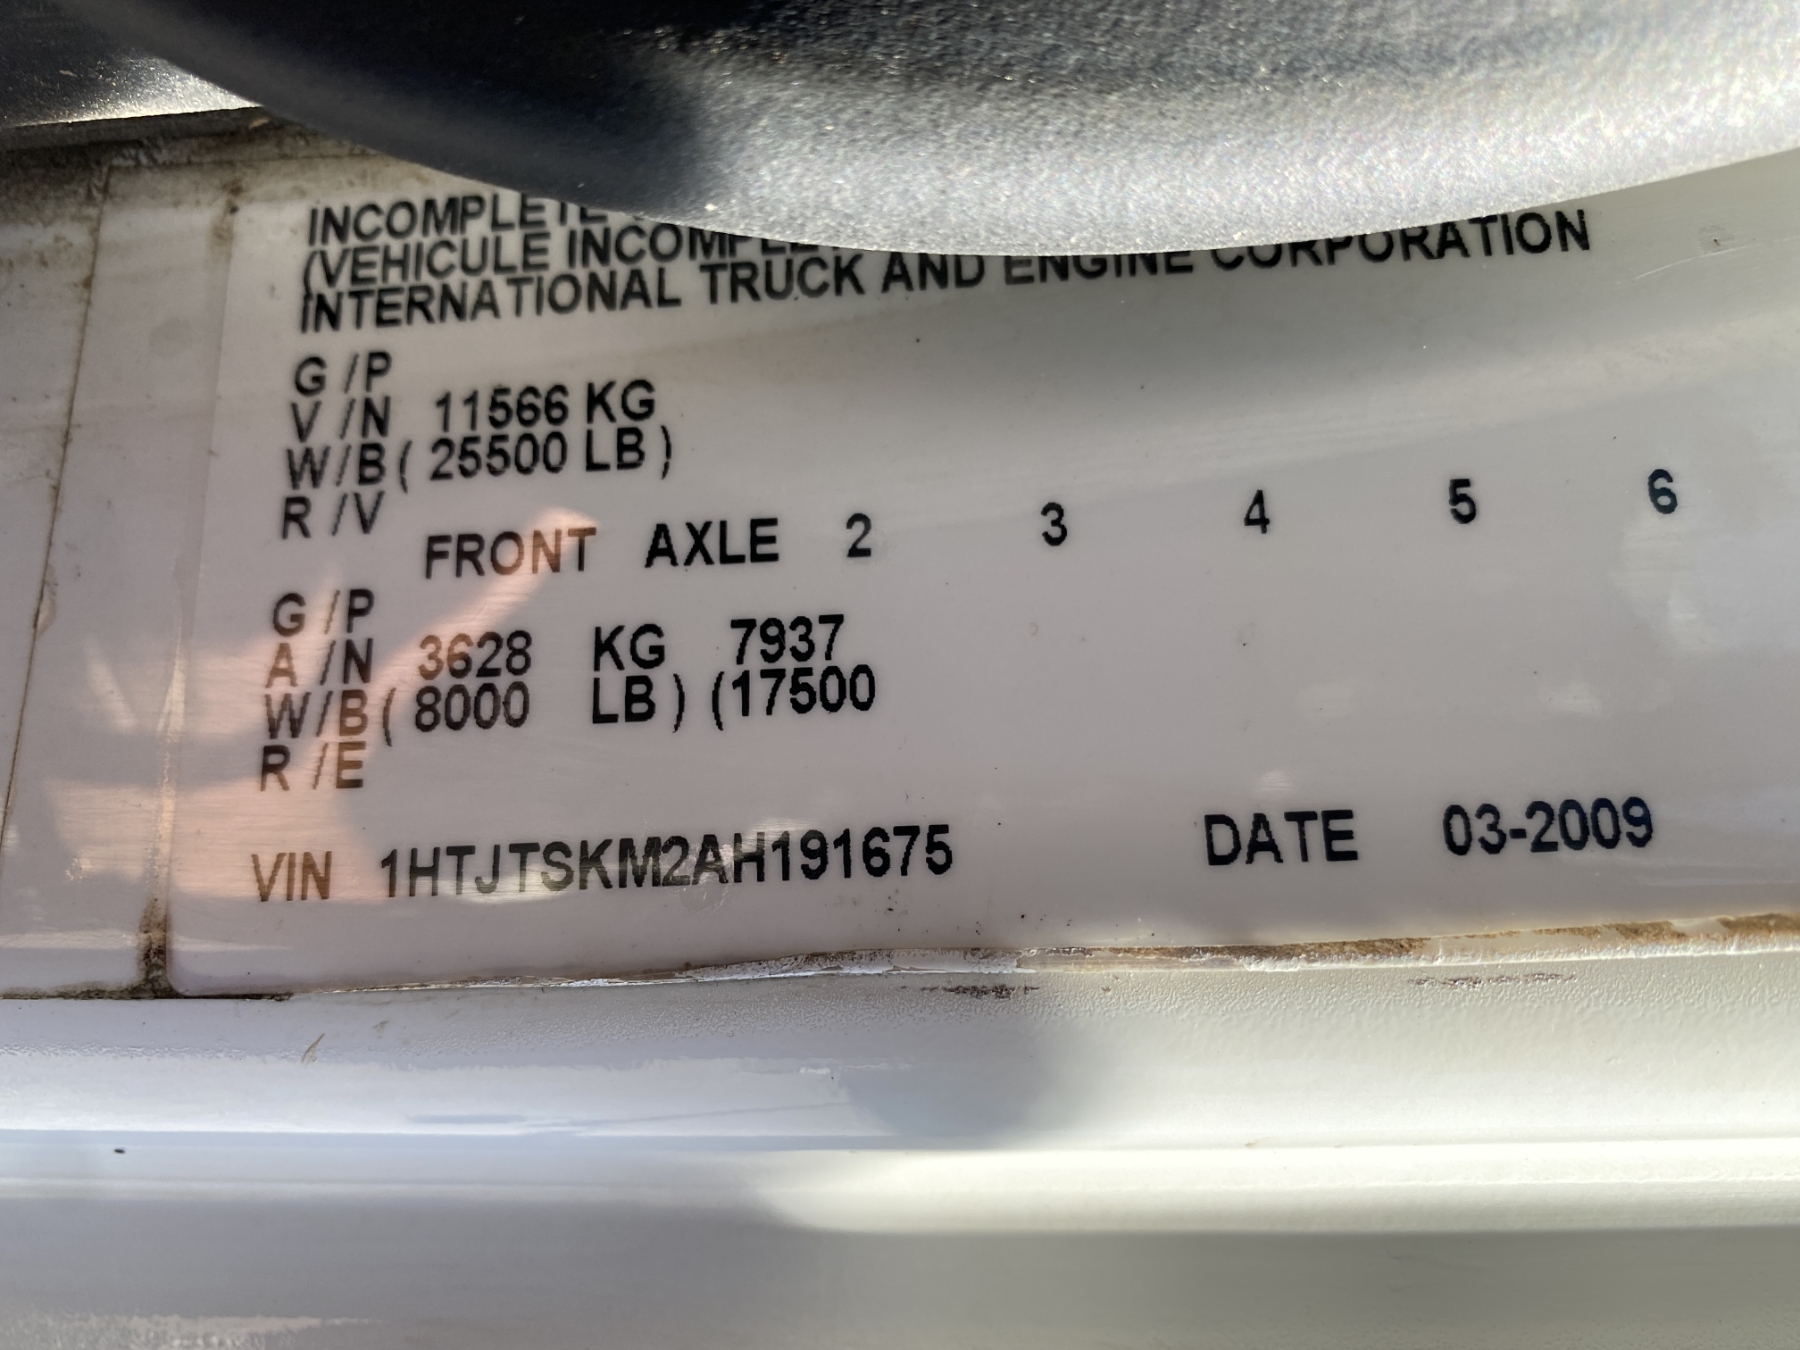 INCOMPLETE
(VEHICULE INCOMPLET
INTERNATIONAL TRUCK AND ENGINE CORPORATION
G /P
V /N 11566 KG
W/B ( 25500 LB )
R /V
FRONT AXLE 2 3 4 5 6
G /P
A /N 3628 KG 7937
W/B ( 8000 LB ) (17500
R /E
VIN 1HTJTSKM2AH191675 DATE 03-2009